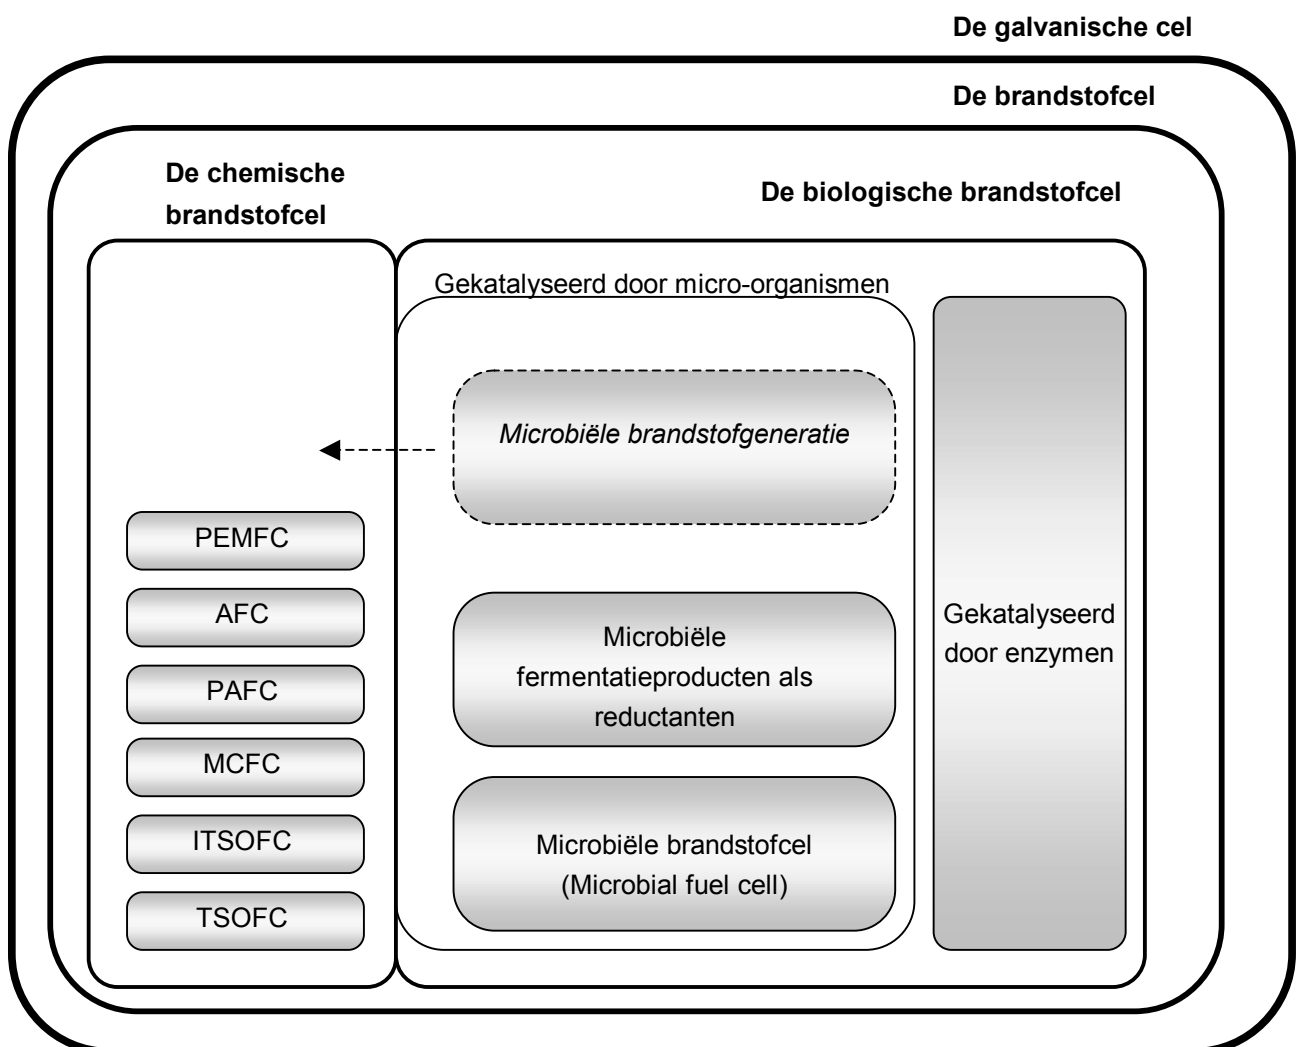 De galvanische cel
De brandstofcel
De chemische
brandstofcel
De biologische brandstofcel
Gekatalyseerd door micro-organismen
Microbiële brandstofgeneratie
PEMFC
AFC
PAFC
MCFC
ITSOFC
TSOFC
Microbiële
fermentatieproducten als
reductanten
Microbiële brandstofcel
(Microbial fuel cell)
Gekatalyseerd
door enzymen